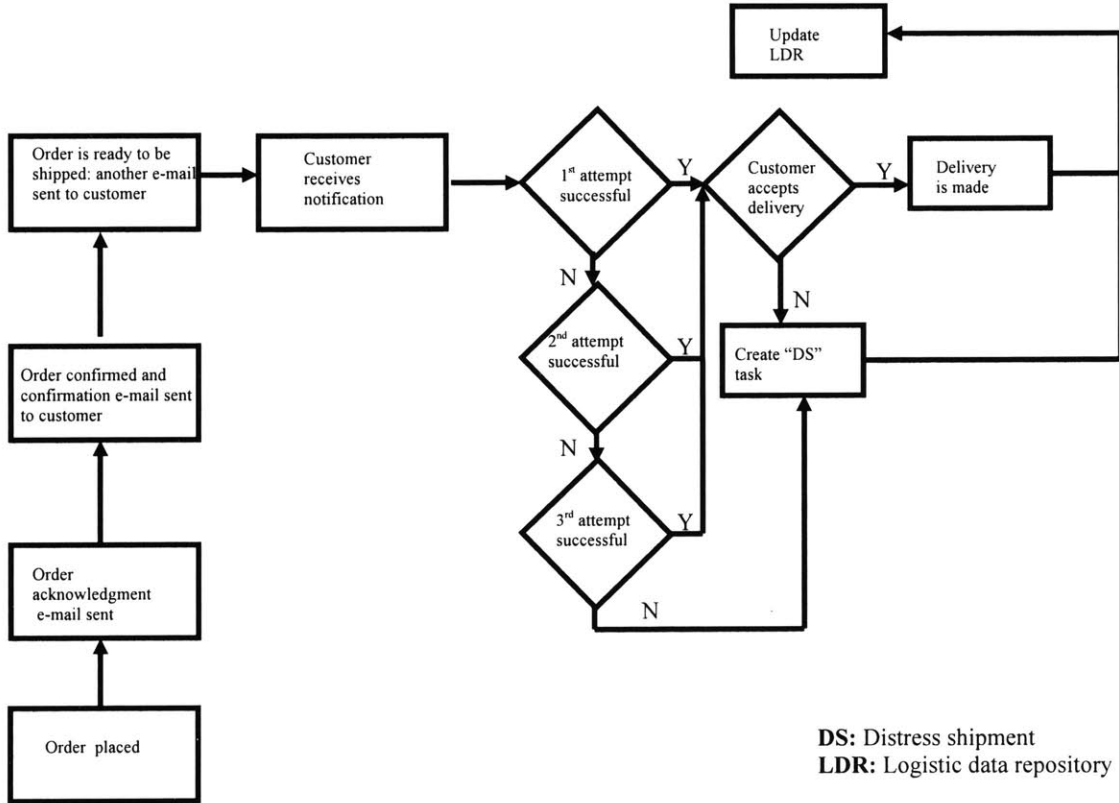 Update
LDR
Order is ready to be
shipped: another e-mail
sent to customer
Customer
receives
notification
1st attempt
successful
Y
Customer
accepts
delivery
Y
Delivery
is made
N
N
2nd attempt
successful
Y
Create “DS”
task
Order confirmed and
confirmation e-mail sent
to customer
N
3rd attempt
successful
Y
N
Order
acknowledgment
e-mail sent
Order placed
DS: Distress shipment
LDR: Logistic data repository